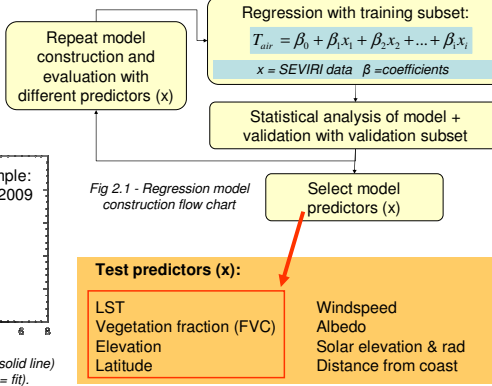 Repeat model
construction and
evaluation with
different predictors (x)
Regression with training subset:
T_air = β_0 + β_1x_1 + β_2x_2 + ... + β_ix_i
x = SEVIRI data β =coefficients
Statistical analysis of model +
validation with validation subset
Fig 2.1 - Regression model
construction flow chart
Select model
predictors (x)
mple:
2009
6 8
solid line)
= fit).
Test predictors (x):
LST
Vegetation fraction (FVC)
Elevation
Latitude
Windspeed
Albedo
Solar elevation & rad
Distance from coast